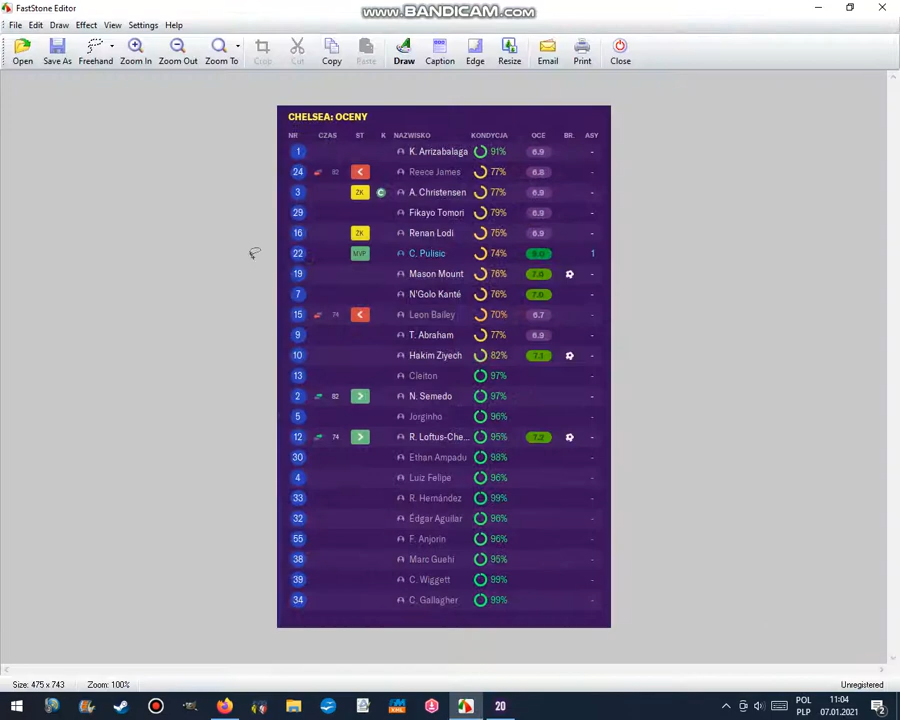 FastStone Editor
www.BANDICAM.com
File Edit Draw Effect View Settings Help
Open Save As Freehand Zoom In Zoom Out Zoom To Crop Cut Copy Paste Draw Caption Edge Resize Email Print Close
CHELSEA: OCENY
NR CZAS ST K NAZWISKO KONDYCJA OCE BR. ASY
1 K. Arrizabalaga 91% 6.9 -
24 82 Reece James 77% 6.8 -
3 ŻK C A. Christensen 77% 6.9 -
29 Fikayo Tomori 79% 6.9 -
16 ŻK Renan Lodi 75% 6.9 -
22 MVP C. Pulisic 74% 8.0 1
19 Mason Mount 76% 7.0 -
7 N'Golo Kanté 76% 7.0 -
15 74 Leon Bailey 70% 6.7 -
9 T. Abraham 77% 6.9 -
10 Hakim Ziyech 82% 7.1 -
13 Cleiton 97% -
2 82 N. Semedo 97% -
5 Jorginho 96% -
12 74 R. Loftus-Che... 95% 7.2 -
30 Ethan Ampadu 98% -
4 Luiz Felipe 96% -
33 R. Hernández 99% -
32 Édgar Aguilar 96% -
55 F. Anjorin 96% -
38 Marc Guehi 95% -
39 C. Wiggett 99% -
34 C. Gallagher 99% -
Size: 475 x 743 Zoom: 100% Unregistered
20 POL 11:04
PLP 07.01.2021 2